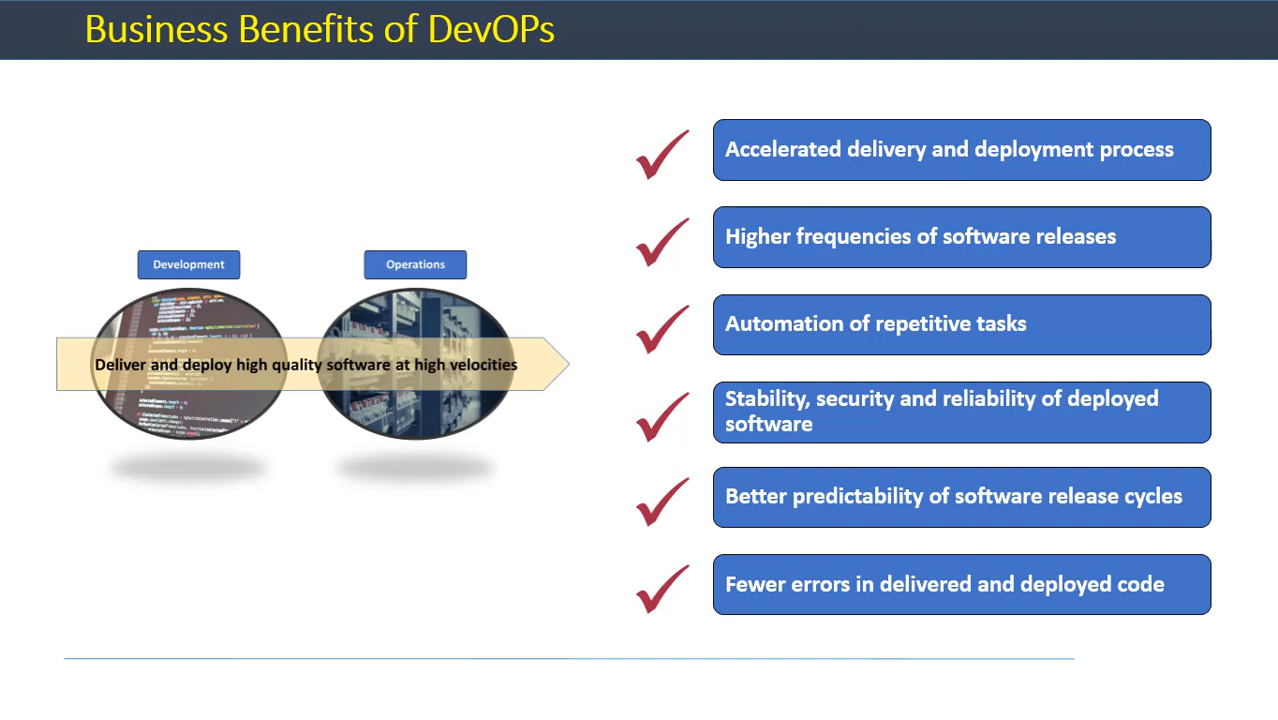 Business Benefits of DevOPs
Development
Operations
Deliver and deploy high quality software at high velocities
Accelerated delivery and deployment process
Higher frequencies of software releases
Automation of repetitive tasks
Stability, security and reliability of deployed
software
Better predictability of software release cycles
Fewer errors in delivered and deployed code